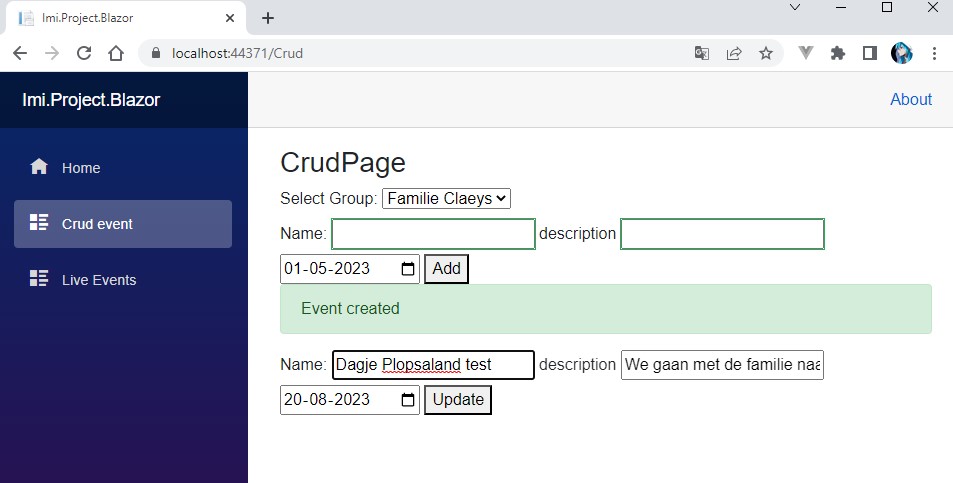 Imi.Project.Blazor
localhost:44371/Crud
Imi.Project.Blazor
About
Home
Crud event
Live Events
CrudPage
Select Group: Familie Claeys
Name: description
01-05-2023 Add
Event created
Name: Dagje Plopsaland test description We gaan met de familie naa
20-08-2023 Update